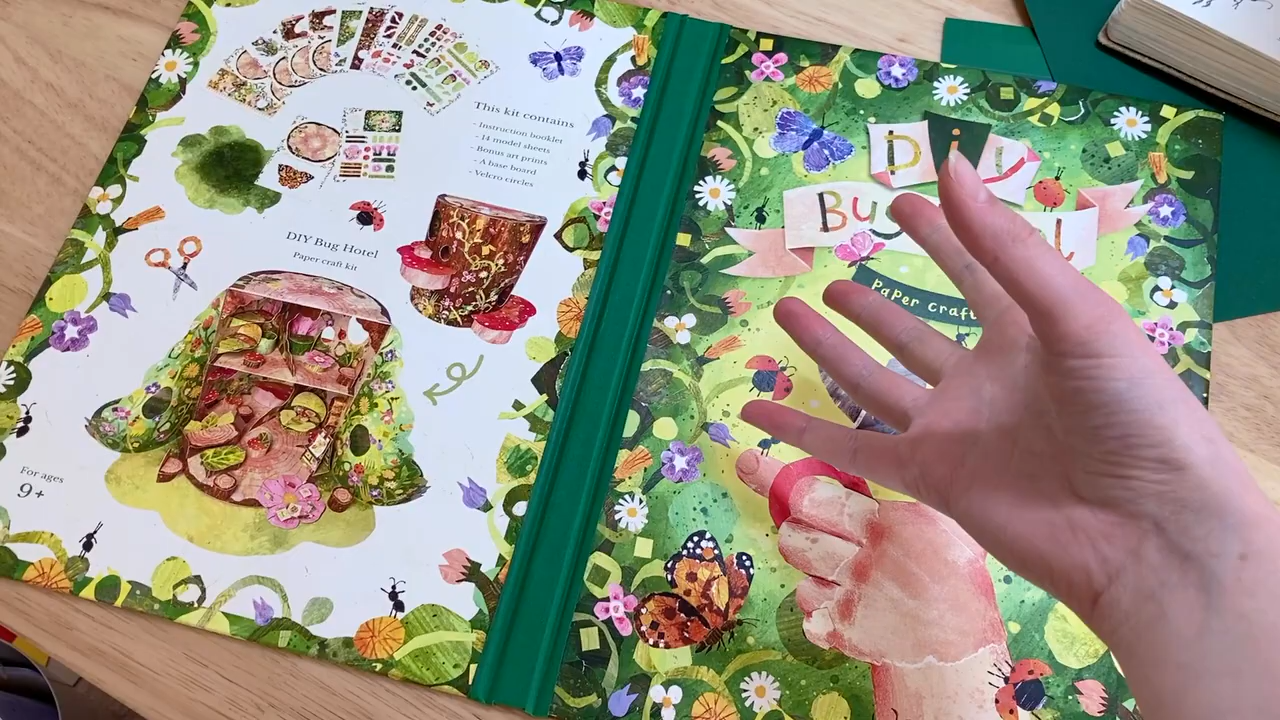 This kit contains
- Instruction booklet
- 14 model sheets
- Bonus art prints
- A base board
- Velcro circles
DIY Bug Hotel
Paper craft kit
For ages
9+
DiY
Bu
Paper craft